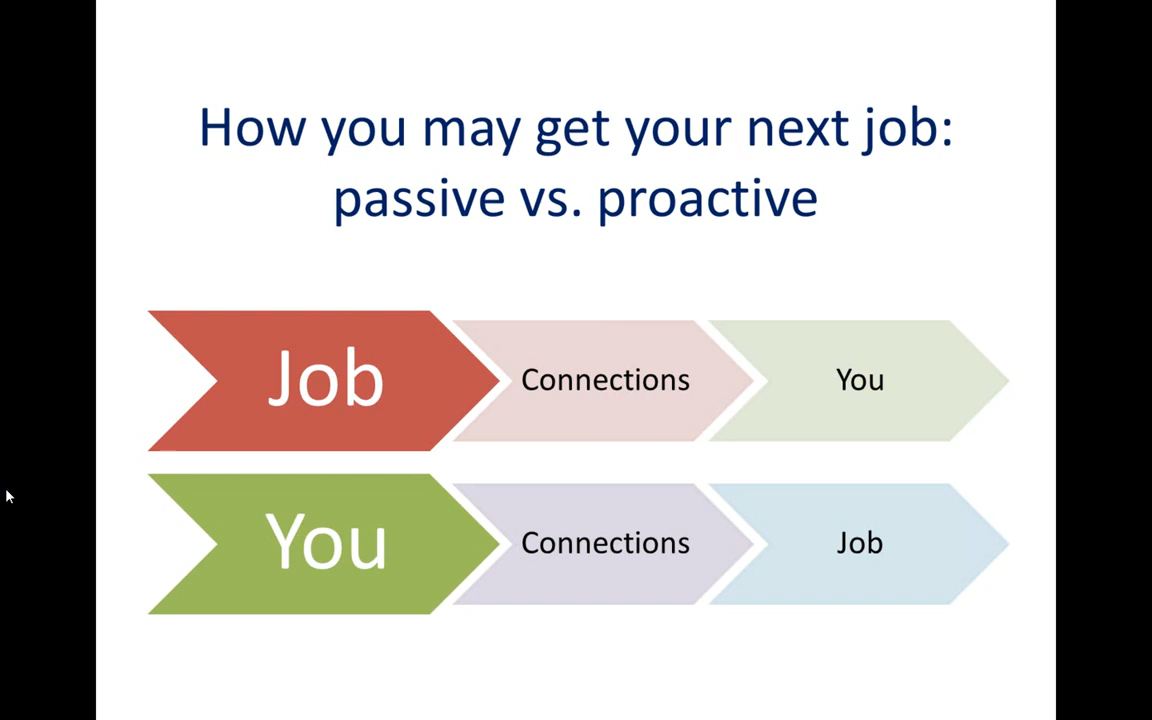 How you may get your next job:
passive vs. proactive
Job
Connections
You
You
Connections
Job